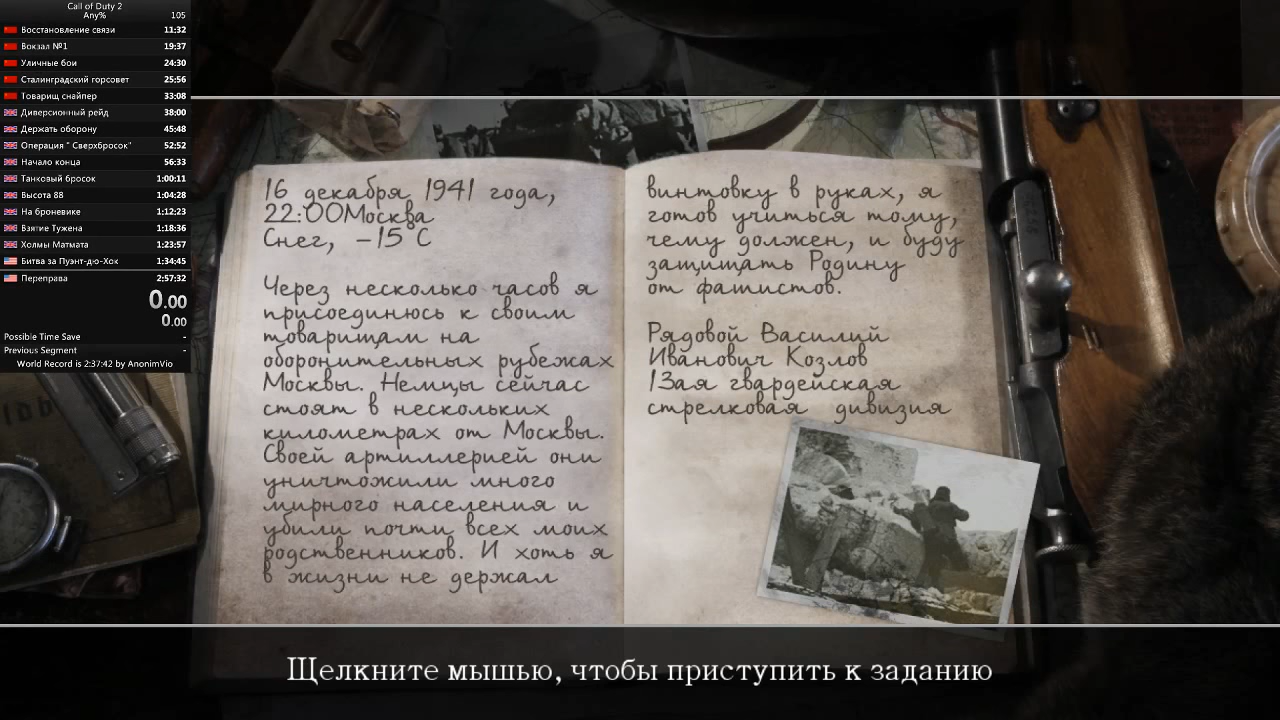 Call of Duty 2
Any% 105
Восстановление связи 11:32
Вокзал №1 19:37
Уличные бои 24:30
Сталинградский горсовет 25:56
Товарищ снайпер 33:08
Диверсионный рейд 38:00
Держать оборону 45:48
Операция " Сверхбросок" 52:52
Начало конца 56:33
Танковый бросок 1:00:11
Высота 88 1:04:28
На броневике 1:12:23
Взятие Тужена 1:18:36
Холмы Матмата 1:23:57
Битва за Пуэнт-дю-Хок 1:34:45
Переправа 2:57:32
0.00
0.00
Possible Time Save -
Previous Segment -
World Record is 2:37:42 by AnonimVio
16 декабря 1941 года,
22:00Москва
Снег, -15°C
Через несколько часов я
присоединюсь к своим
товарищам на
оборонительных рубежах
Москвы. Немцы сейчас
стоят в нескольких
километрах от Москвы.
Своей артиллерией они
уничтожили много
мирного населения и
убили почти всех моих
родственников. И хоть я
в жизни не держал
винтовку в руках, я
готов учиться тому,
чему должен, и буду
защищать Родину
от фашистов.
Рядовой Василий
Иванович Козлов
13ая гвардейская
стрелковая дивизия
Щелкните мышью, чтобы приступить к заданию